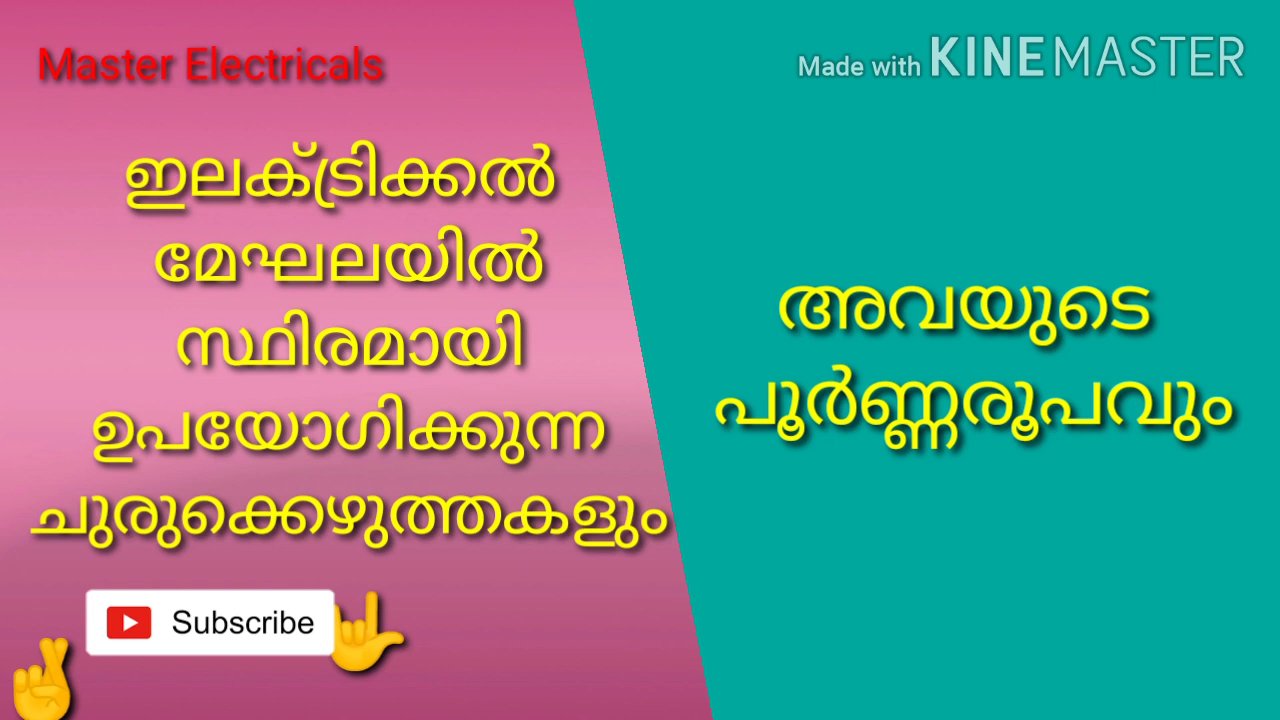 Master Electricals
Made with KINEMASTER
ഇലക്ട്രിക്കൽ
മേഘലയിൽ
സ്ഥിരമായി
ഉപയോഗിക്കുന്ന
ചുരുക്കെഴുത്തകളും
അവയുടെ
പൂർണ്ണരൂപവും
Subscribe